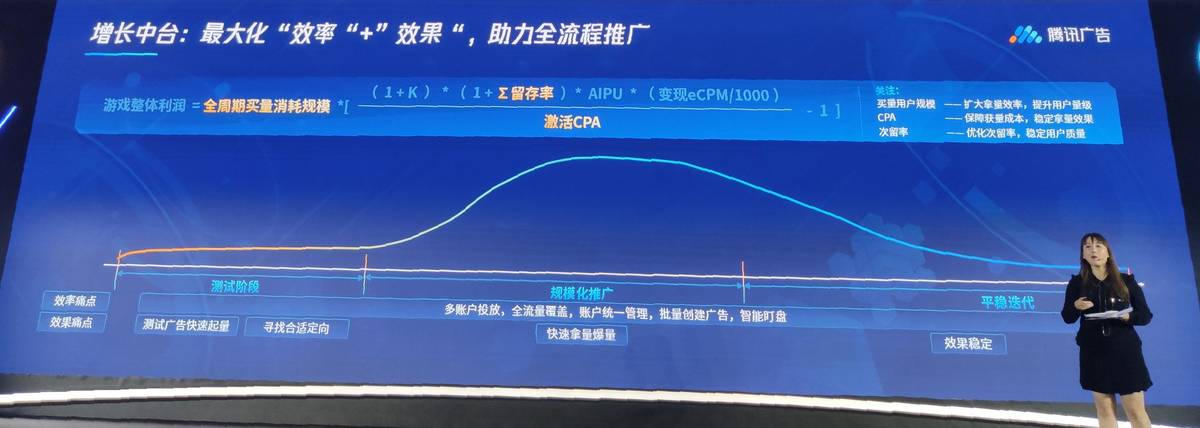 增长中台：最大化“效率“+”效果“，助力全流程推广
腾讯广告
游戏整体利润 =全周期买量消耗规模 *[
（1+K）*（1+Σ留存率）* AIPU *（变现eCPM/1000）
激活CPA
- 1 ]
关注：
买量用户规模 —— 扩大拿量效率，提升用户量级
CPA —— 保障获量成本，稳定拿量效果
次留率 —— 优化次留率，稳定用户质量
测试阶段
规模化推广
平稳迭代
效率痛点
多账户投放，全流量覆盖，账户统一管理，批量创建广告，智能盯盘
效果痛点
测试广告快速起量
寻找合适定向
快速拿量爆量
效果稳定